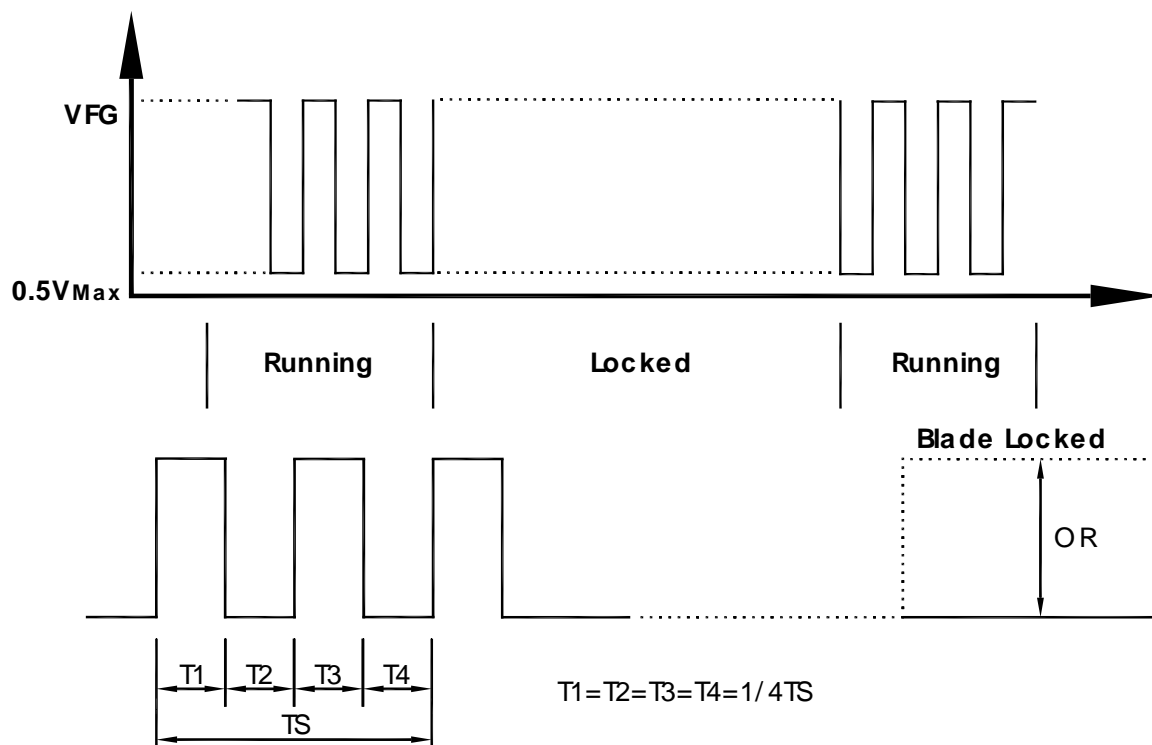 VFG
0.5VMax
Running
Locked
Running
Blade Locked
OR
T1 T2 T3 T4
TS
T1=T2=T3=T4=1/4TS